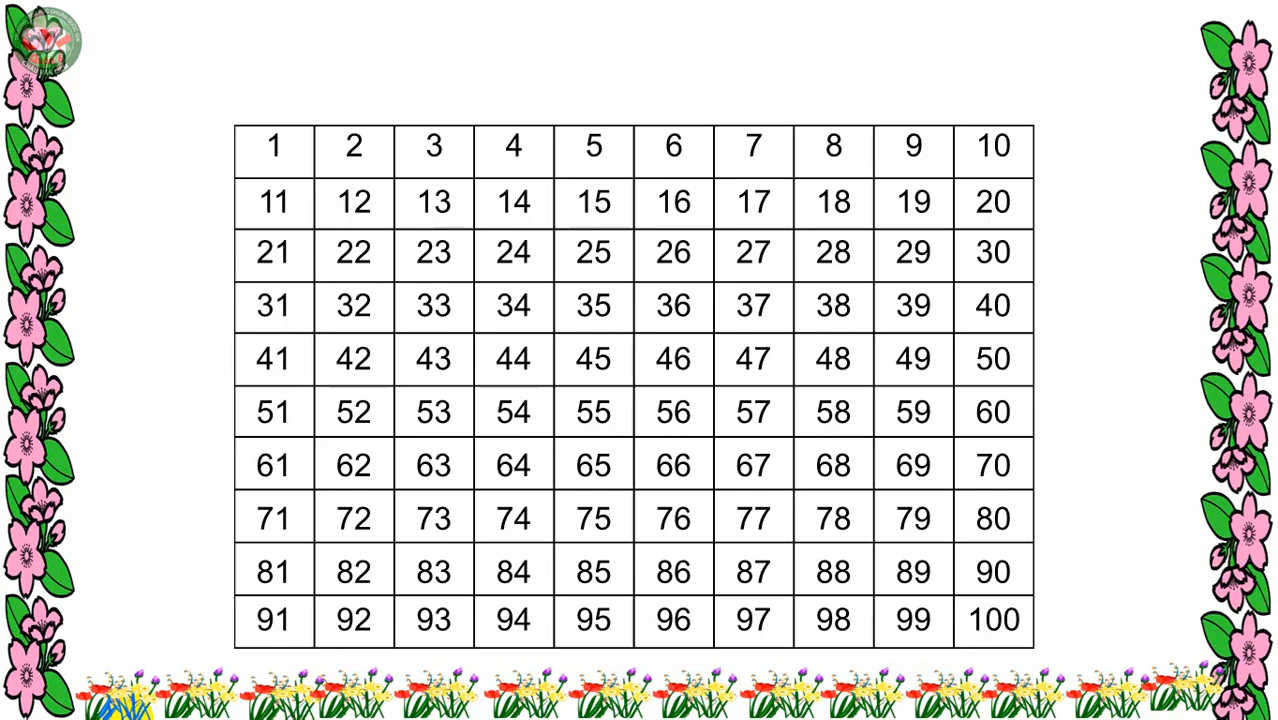 1 2 3 4 5 6 7 8 9 10
11 12 13 14 15 16 17 18 19 20
21 22 23 24 25 26 27 28 29 30
31 32 33 34 35 36 37 38 39 40
41 42 43 44 45 46 47 48 49 50
51 52 53 54 55 56 57 58 59 60
61 62 63 64 65 66 67 68 69 70
71 72 73 74 75 76 77 78 79 80
81 82 83 84 85 86 87 88 89 90
91 92 93 94 95 96 97 98 99 100